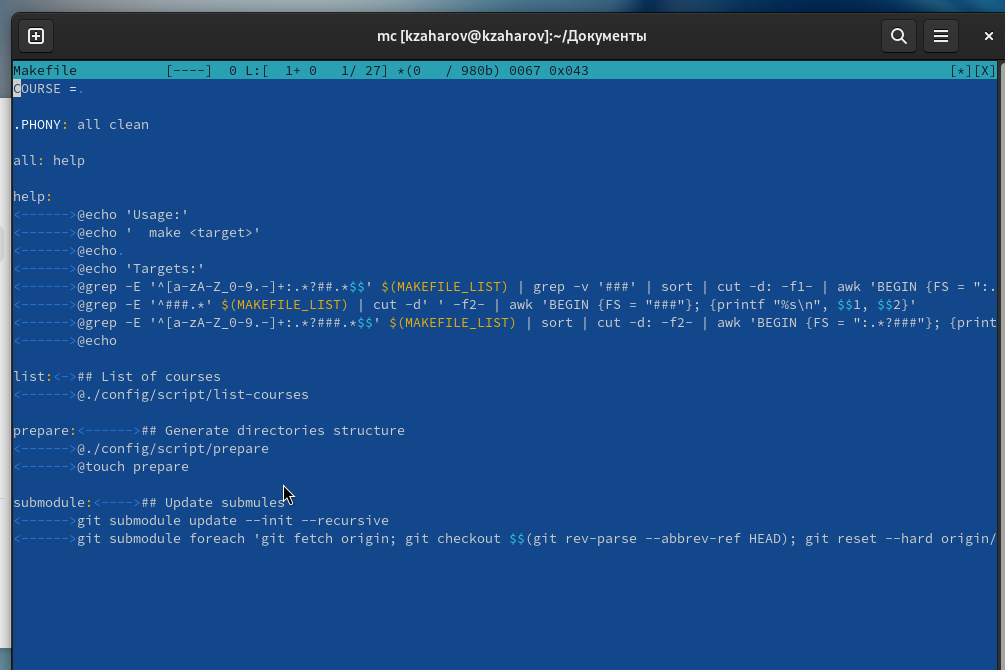 mc [kzaharov@kzaharov]:~/Документы
Makefile [----] 0 L:[ 1+ 0 1/ 27] *(0 / 980b) 0067 0x043 [*][X]
COURSE =.
.PHONY: all clean
all: help
help:
<------>@echo 'Usage:'
<------>@echo '  make <target>'
<------>@echo.
<------>@echo 'Targets:'
<------>@grep -E '^[a-zA-Z_0-9.-]+:.*?##.*$$' $(MAKEFILE_LIST) | grep -v '###' | sort | cut -d: -f1- | awk 'BEGIN {FS = ":.
<------>@grep -E '^###.*' $(MAKEFILE_LIST) | cut -d' ' -f2- | awk 'BEGIN {FS = "###"}; {printf "%s\n", $$1, $$2}'
<------>@grep -E '^[a-zA-Z_0-9.-]+:.*?###.*$$' $(MAKEFILE_LIST) | sort | cut -d: -f2- | awk 'BEGIN {FS = ":.*?###"}; {print
<------>@echo
list:<->## List of courses
<------>@./config/script/list-courses
prepare:<------>## Generate directories structure
<------>@./config/script/prepare
<------>@touch prepare
submodule:<---->## Update submules
<------>git submodule update --init --recursive
<------>git submodule foreach 'git fetch origin; git checkout $$(git rev-parse --abbrev-ref HEAD); git reset --hard origin/